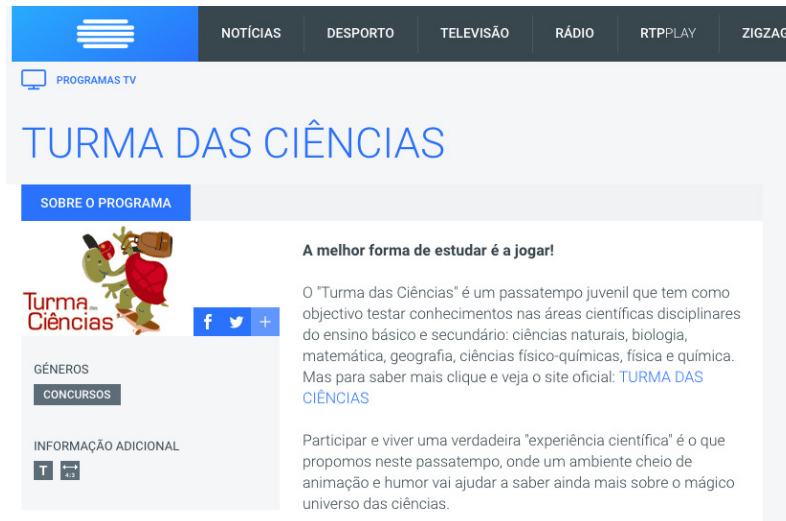 NOTÍCIAS DESPORTO TELEVISÃO RÁDIO RTPPLAY ZIGZAG
PROGRAMAS TV
TURMA DAS CIÊNCIAS
SOBRE O PROGRAMA
Turma das
Ciências
GÉNEROS
CONCURSOS
INFORMAÇÃO ADICIONAL
T 4:3
A melhor forma de estudar é a jogar!
O "Turma das Ciências" é um passatempo juvenil que tem como
objectivo testar conhecimentos nas áreas científicas disciplinares
do ensino básico e secundário: ciências naturais, biologia,
matemática, geografia, ciências físico-químicas, física e química.
Mas para saber mais clique e veja o site oficial: TURMA DAS
CIÊNCIAS
Participar e viver uma verdadeira "experiência científica" é o que
propomos neste passatempo, onde um ambiente cheio de
animação e humor vai ajudar a saber ainda mais sobre o mágico
universo das ciências.